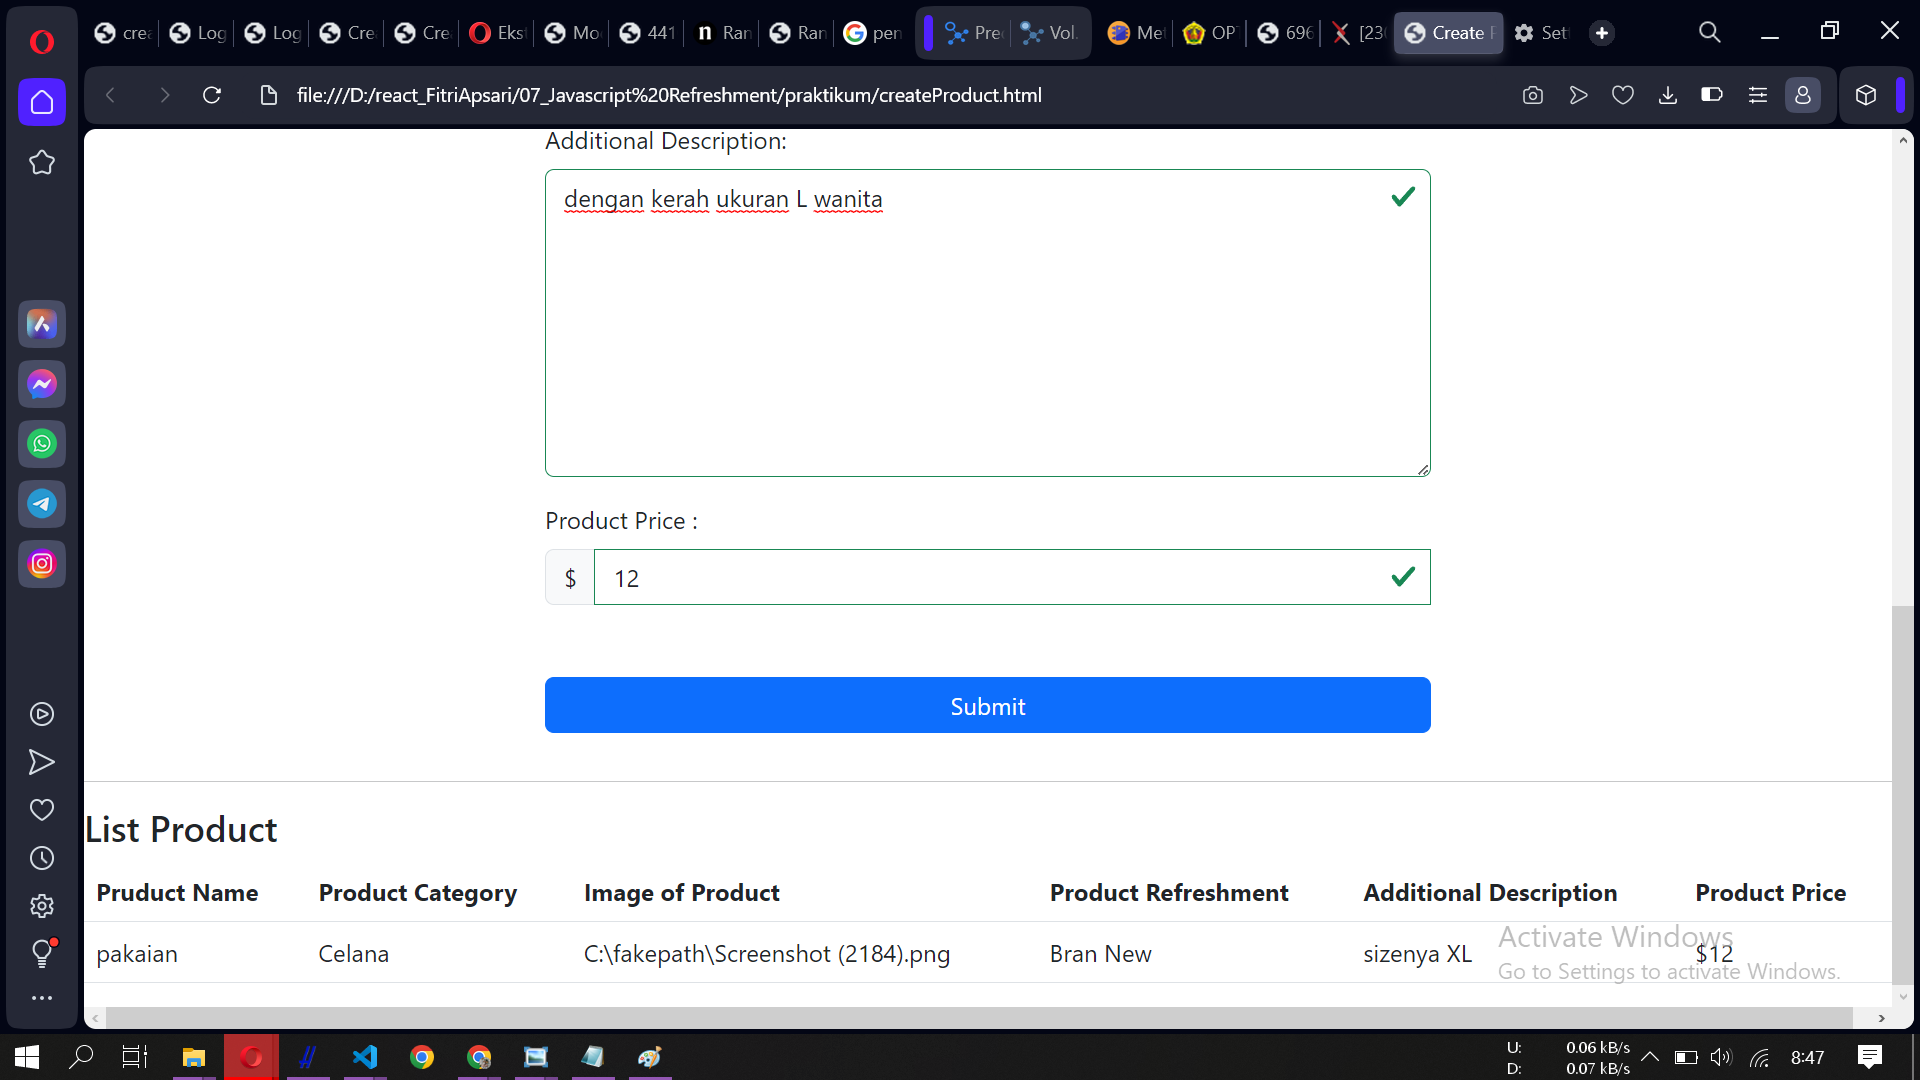 crea Log Log Cre Cre Eks Mo 441 Ran Ran pen Pre Vol. Met OPT 696 [23 Create P Set
file:///D:/react_FitriApsari/07_Javascript%20Refreshment/praktikum/createProduct.html
Additional Description:
dengan kerah ukuran L wanita
Product Price :
$ 12
Submit
List Product
Pruduct Name Product Category Image of Product Product Refreshment Additional Description Product Price
pakaian Celana C:\fakepath\Screenshot (2184).png Bran New sizenya XL $12
Activate Windows
Go to Settings to activate Windows.
U: 0.06 kB/s
D: 0.07 kB/s
8:47